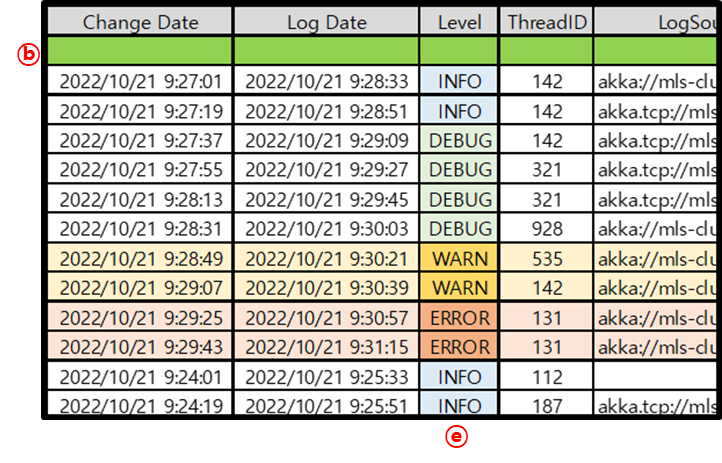 Change Date Log Date Level ThreadID LogSou
ⓑ
2022/10/21 9:27:01 2022/10/21 9:28:33 INFO 142 akka://mls-clu
2022/10/21 9:27:19 2022/10/21 9:28:51 INFO 142 akka.tcp://mls
2022/10/21 9:27:37 2022/10/21 9:29:09 DEBUG 142 akka.tcp://mls
2022/10/21 9:27:55 2022/10/21 9:29:27 DEBUG 321 akka.tcp://mls
2022/10/21 9:28:13 2022/10/21 9:29:45 DEBUG 321 akka.tcp://mls
2022/10/21 9:28:31 2022/10/21 9:30:03 DEBUG 928 akka://mls-clu
2022/10/21 9:28:49 2022/10/21 9:30:21 WARN 535 akka://mls-clu
2022/10/21 9:29:07 2022/10/21 9:30:39 WARN 142 akka://mls-clu
2022/10/21 9:29:25 2022/10/21 9:30:57 ERROR 131 akka://mls-clu
2022/10/21 9:29:43 2022/10/21 9:31:15 ERROR 131 akka://mls-clu
2022/10/21 9:24:01 2022/10/21 9:25:33 INFO 112
2022/10/21 9:24:19 2022/10/21 9:25:51 INFO 187 akka.tcp://mls
ⓔ